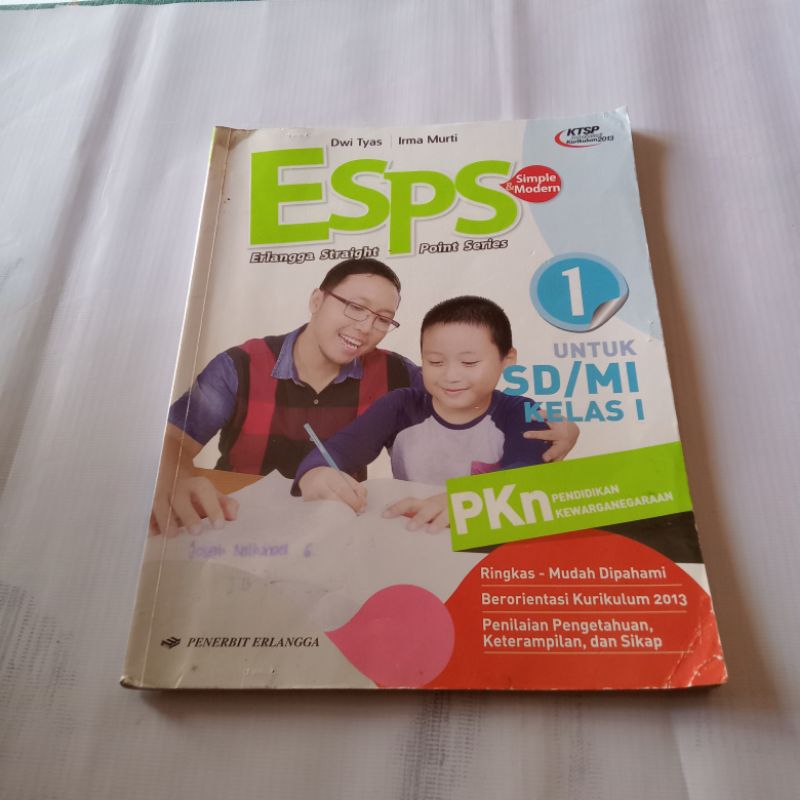 Dwi Tyas | Irma Murti
KTSP
Kurikulum 2013
ESPS
Simple
& Modern
Erlangga Straight Point Series
1
UNTUK
SD/MI
KELAS I
PKn
PENDIDIKAN
KEWARGANEGARAAN
Ringkas - Mudah Dipahami
Berorientasi Kurikulum 2013
Penilaian Pengetahuan,
Keterampilan, dan Sikap
PENERBIT ERLANGGA